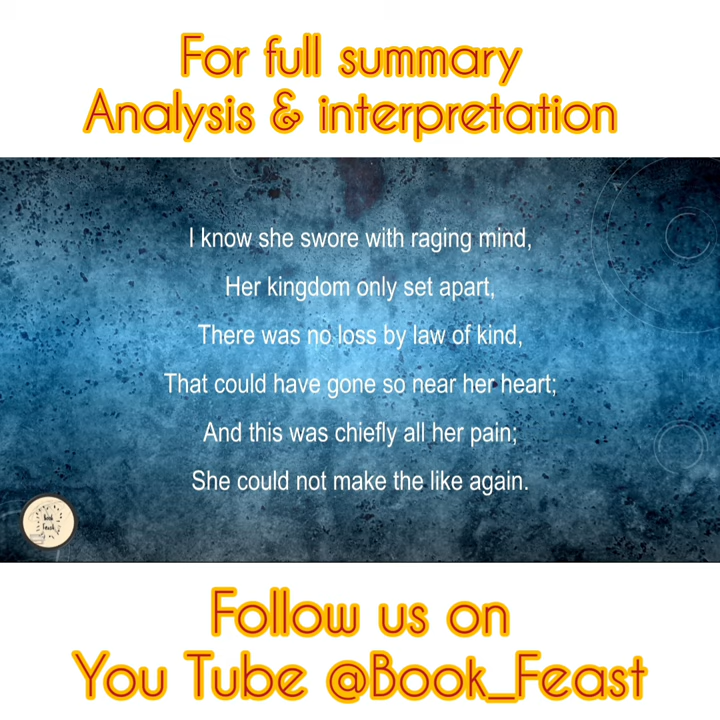 For full summary
Analysis & interpretation
I know she swore with raging mind,
Her kingdom only set apart,
There was no loss by law of kind,
That could have gone so near her heart;
And this was chiefly all her pain;
She could not make the like again.
Book
Feast
Follow us on
You Tube @Book_Feast